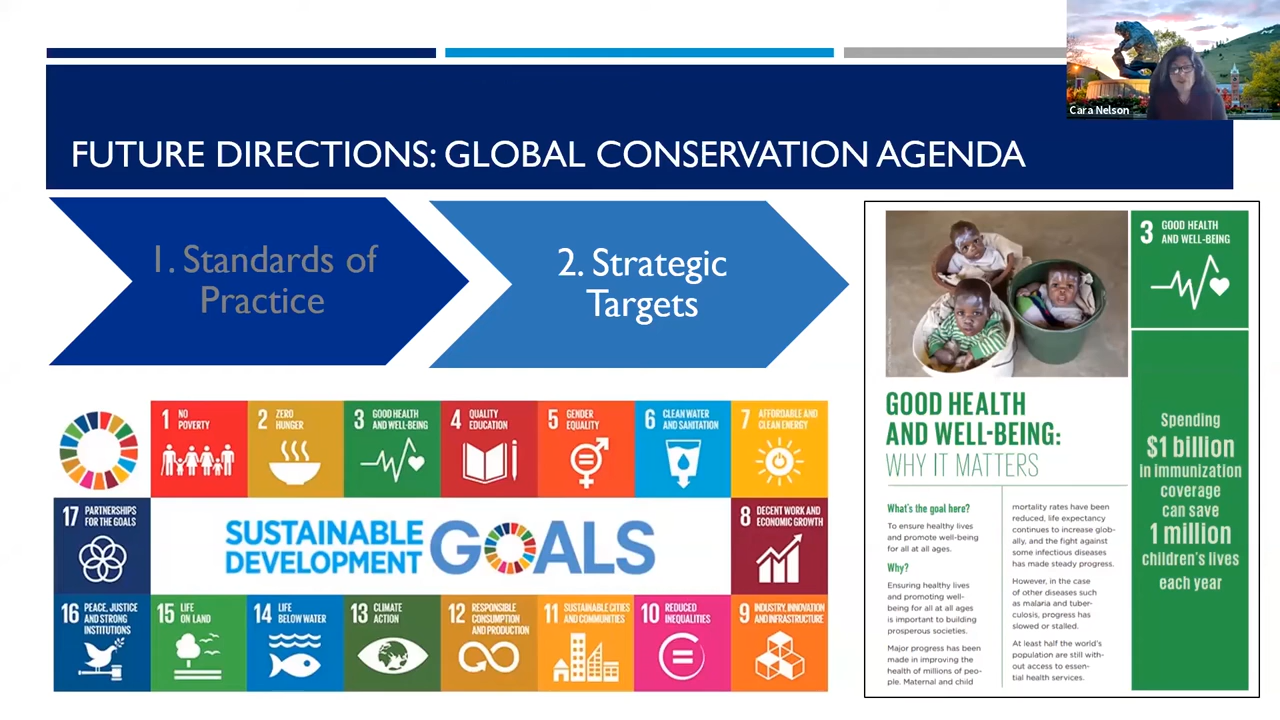 Cara Nelson
FUTURE DIRECTIONS: GLOBAL CONSERVATION AGENDA
1. Standards of
Practice
2. Strategic
Targets
1 NO
POVERTY
2 ZERO
HUNGER
3 GOOD HEALTH
AND WELL-BEING
4 QUALITY
EDUCATION
5 GENDER
EQUALITY
6 CLEAN WATER
AND SANITATION
7 AFFORDABLE AND
CLEAN ENERGY
17 PARTNERSHIPS
FOR THE GOALS
SUSTAINABLE
DEVELOPMENT GOALS
8 DECENT WORK AND
ECONOMIC GROWTH
16 PEACE, JUSTICE
AND STRONG
INSTITUTIONS
15 LIFE
ON LAND
14 LIFE
BELOW WATER
13 CLIMATE
ACTION
12 RESPONSIBLE
CONSUMPTION
AND PRODUCTION
11 SUSTAINABLE CITIES
AND COMMUNITIES
10 REDUCED
INEQUALITIES
9 INDUSTRY, INNOVATION
AND INFRASTRUCTURE
3 GOOD HEALTH
AND WELL-BEING
GOOD HEALTH
AND WELL-BEING:
WHY IT MATTERS
What's the goal here?
To ensure healthy lives
and promote well-being
for all at all ages.
Why?
Ensuring healthy lives
and promoting well-
being for all at all ages
is important to building
prosperous societies.
Major progress has been
made in improving the
health of millions of peo-
ple. Maternal and child
mortality rates have been
reduced, life expectancy
continues to increase glob-
ally, and the fight against
some infectious diseases
has made steady progress.
However, in the case
of other diseases such
as malaria and tuber-
culosis, progress has
slowed or stalled.
At least half the world's
population are still with-
out access to essen-
tial health services.
Spending
$1 billion
in immunization
coverage
can save
1 million
children's lives
each year